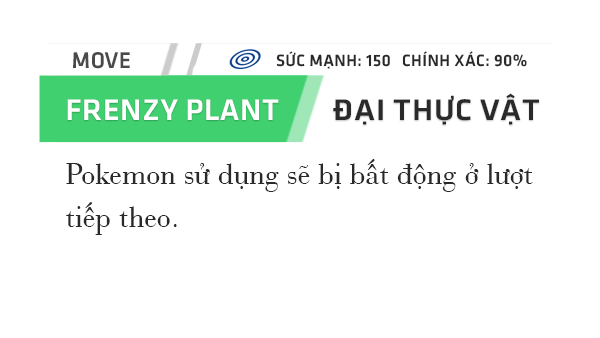 MOVE SỨC MẠNH: 150 CHÍNH XÁC: 90%
FRENZY PLANT ĐẠI THỰC VẬT
Pokemon sử dụng sẽ bị bất động ở lượt
tiếp theo.